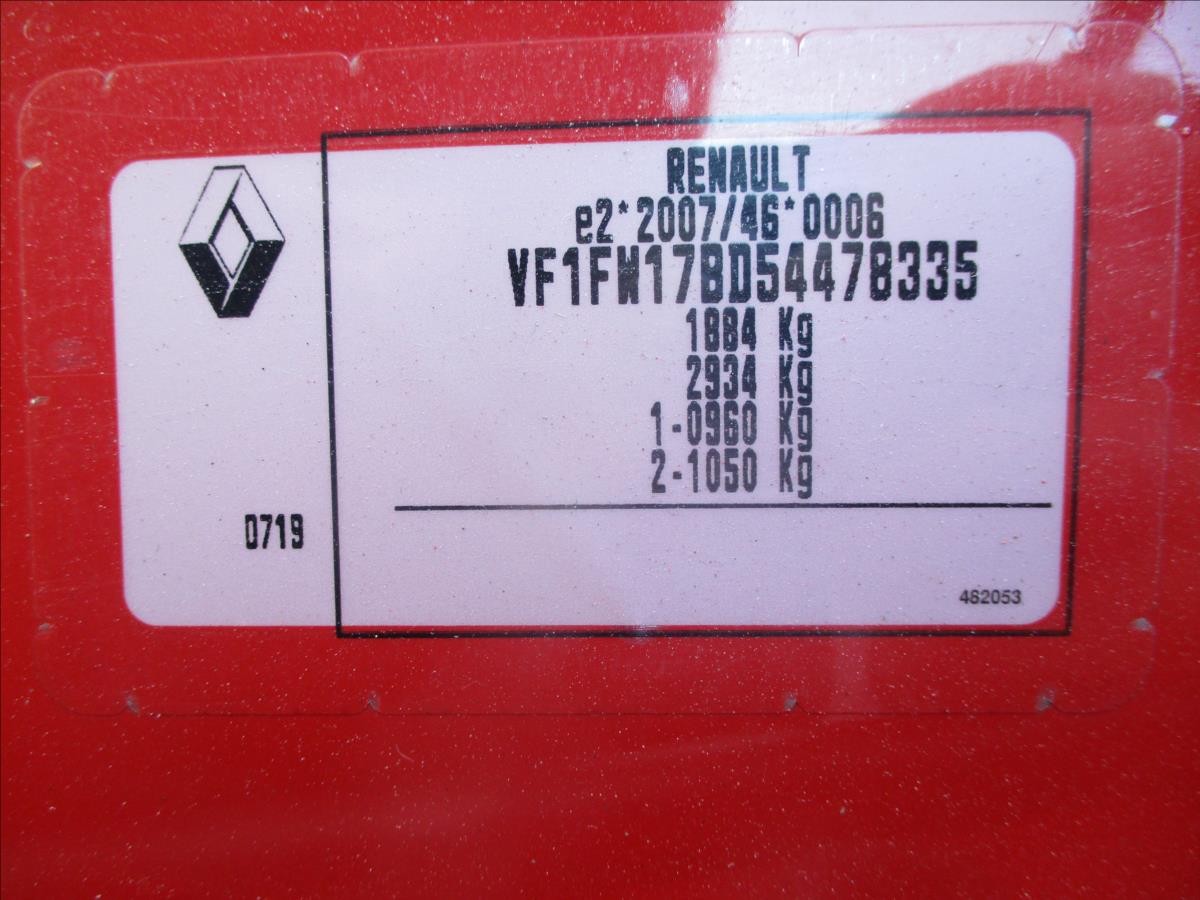 RENAULT
e2*2007/46*0006
VF1FW17BD54478335
1884 Kg
2934 Kg
1-0960 Kg
2-1050 Kg
0719
462053